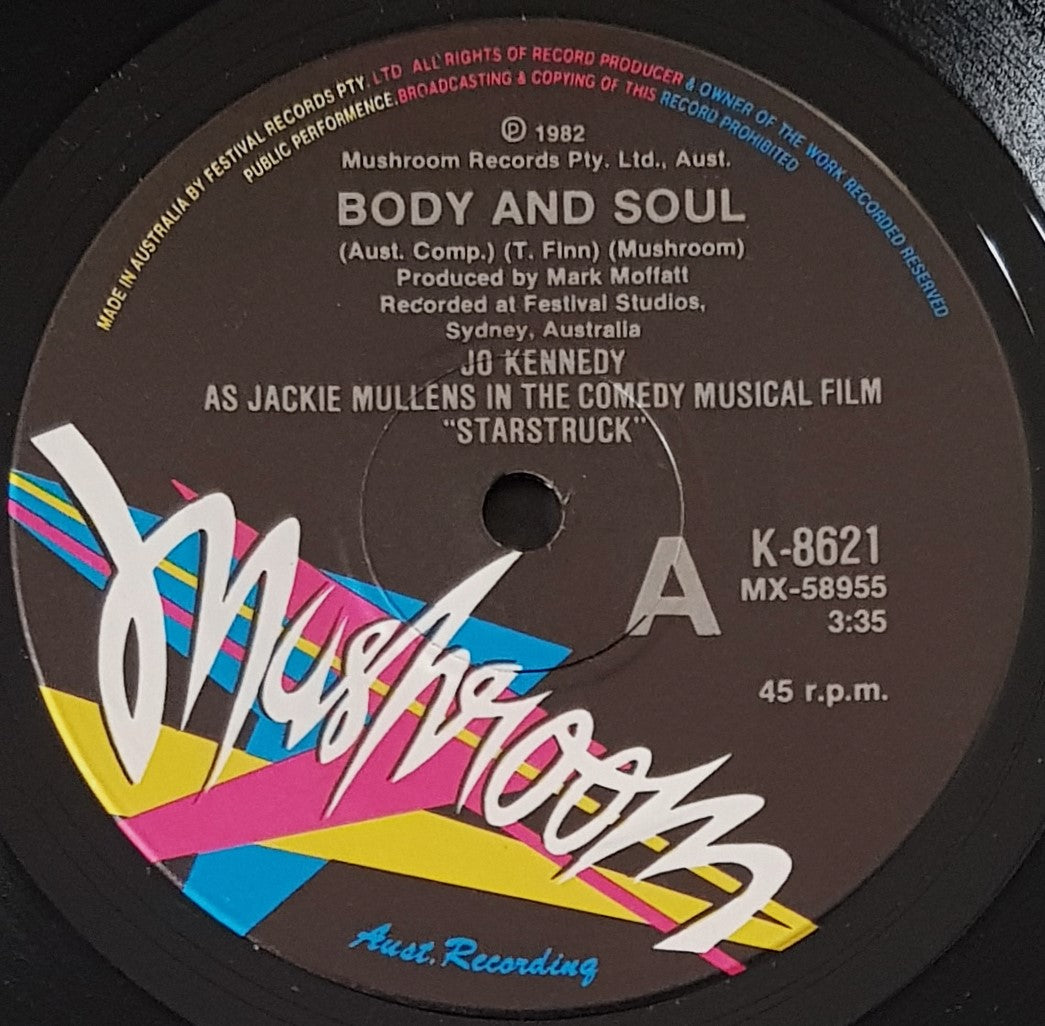 MADE IN AUSTRALIA BY FESTIVAL RECORDS PTY. LTD ALL RIGHTS OF RECORD PRODUCER & OWNER OF THE WORK RECORDED RESERVED
PUBLIC PERFORMENCE. BROADCASTING & COPYING OF THIS RECORD PROHIBITED
℗ 1982
Mushroom Records Pty. Ltd., Aust.
BODY AND SOUL
(Aust. Comp.) (T. Finn) (Mushroom)
Produced by Mark Moffatt
Recorded at Festival Studios,
Sydney, Australia
JO KENNEDY
AS JACKIE MULLENS IN THE COMEDY MUSICAL FILM
"STARSTRUCK"
A
K-8621
MX-58955
3:35
45 r.p.m.
Mushroom
Aust. Recording